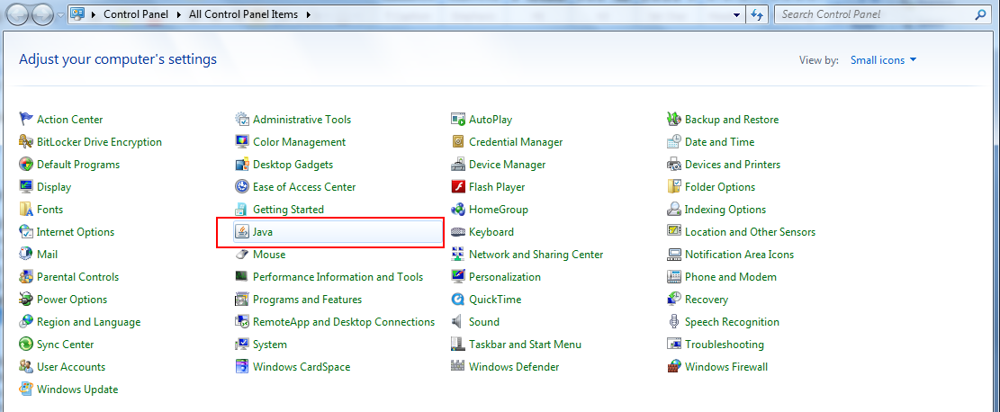 Control Panel All Control Panel Items Search Control Panel
Adjust your computer's settings View by: Small icons
Action Center Administrative Tools AutoPlay Backup and Restore
BitLocker Drive Encryption Color Management Credential Manager Date and Time
Default Programs Desktop Gadgets Device Manager Devices and Printers
Display Ease of Access Center Flash Player Folder Options
Fonts Getting Started HomeGroup Indexing Options
Internet Options Java Keyboard Location and Other Sensors
Mail Mouse Network and Sharing Center Notification Area Icons
Parental Controls Performance Information and Tools Personalization Phone and Modem
Power Options Programs and Features QuickTime Recovery
Region and Language RemoteApp and Desktop Connections Sound Speech Recognition
Sync Center System Taskbar and Start Menu Troubleshooting
User Accounts Windows CardSpace Windows Defender Windows Firewall
Windows Update